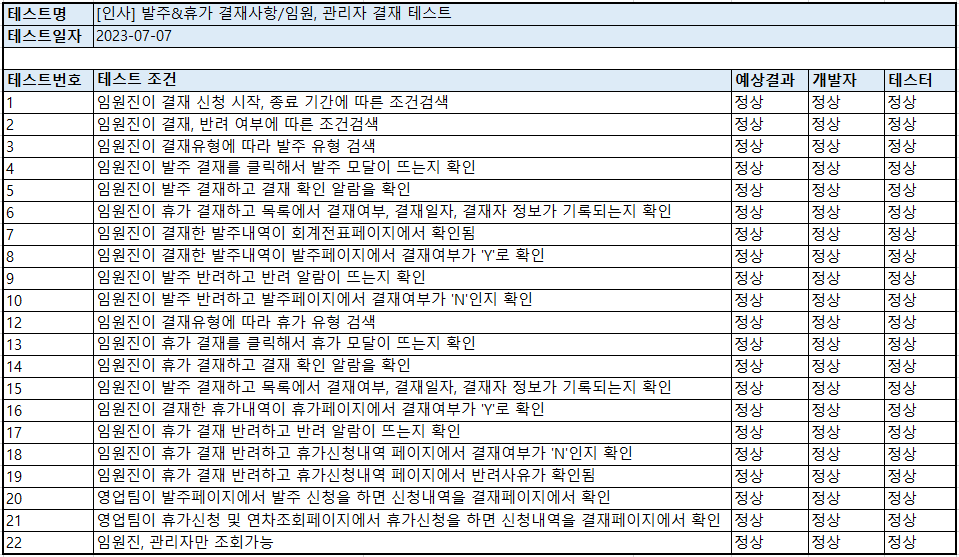 테스트명 [인사] 발주&휴가 결재사항/임원, 관리자 결재 테스트
테스트일자 2023-07-07
테스트번호 테스트 조건 예상결과 개발자 테스터
1 임원진이 결재 신청 시작, 종료 기간에 따른 조건검색 정상 정상 정상
2 임원진이 결재, 반려 여부에 따른 조건검색 정상 정상 정상
3 임원진이 결재유형에 따라 발주 유형 검색 정상 정상 정상
4 임원진이 발주 결재를 클릭해서 발주 모달이 뜨는지 확인 정상 정상 정상
5 임원진이 발주 결재하고 결재 확인 알람을 확인 정상 정상 정상
6 임원진이 휴가 결재하고 목록에서 결재여부, 결재일자, 결재자 정보가 기록되는지 확인 정상 정상 정상
7 임원진이 결재한 발주내역이 회계전표페이지에서 확인됨 정상 정상 정상
8 임원진이 결재한 발주내역이 발주페이지에서 결재여부가 'Y'로 확인 정상 정상 정상
9 임원진이 발주 반려하고 반려 알람이 뜨는지 확인 정상 정상 정상
10 임원진이 발주 반려하고 발주페이지에서 결재여부가 'N'인지 확인 정상 정상 정상
12 임원진이 결재유형에 따라 휴가 유형 검색 정상 정상 정상
13 임원진이 휴가 결재를 클릭해서 휴가 모달이 뜨는지 확인 정상 정상 정상
14 임원진이 휴가 결재하고 결재 확인 알람을 확인 정상 정상 정상
15 임원진이 발주 결재하고 목록에서 결재여부, 결재일자, 결재자 정보가 기록되는지 확인 정상 정상 정상
16 임원진이 결재한 휴가내역이 휴가페이지에서 결재여부가 'Y'로 확인 정상 정상 정상
17 임원진이 휴가 결재 반려하고 반려 알람이 뜨는지 확인 정상 정상 정상
18 임원진이 휴가 결재 반려하고 휴가신청내역 페이지에서 결재여부가 'N'인지 확인 정상 정상 정상
19 임원진이 휴가 결재 반려하고 휴가신청내역 페이지에서 반려사유가 확인됨 정상 정상 정상
20 영업팀이 발주페이지에서 발주 신청을 하면 신청내역을 결재페이지에서 확인 정상 정상 정상
21 영업팀이 휴가신청 및 연차조회페이지에서 휴가신청을 하면 신청내역을 결재페이지에서 확인 정상 정상 정상
22 임원진, 관리자만 조회가능 정상 정상 정상